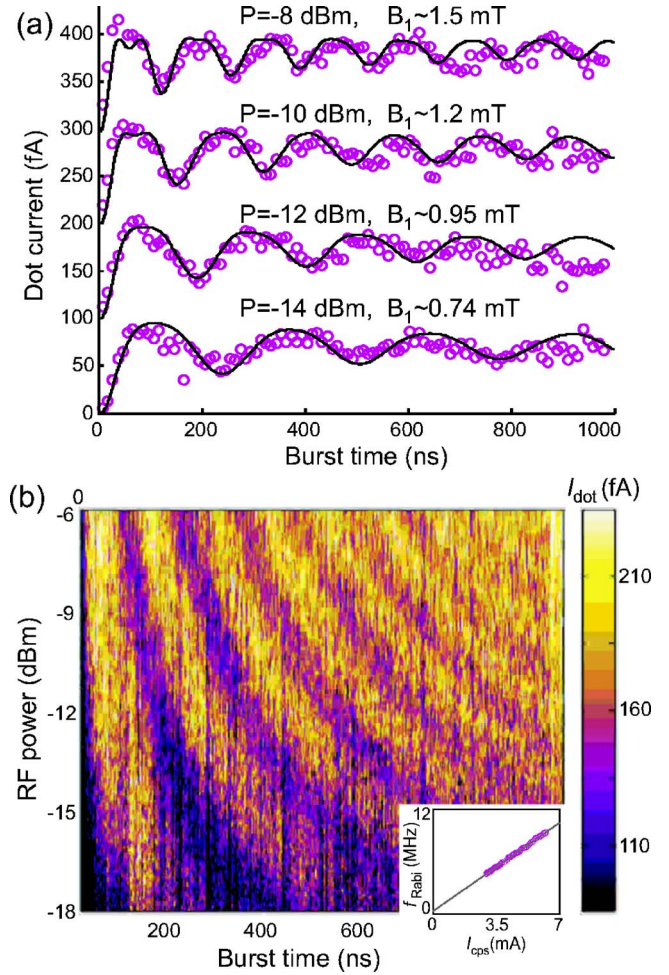 (a)
P=-8 dBm, B1~1.5 mT
P=-10 dBm, B1~1.2 mT
P=-12 dBm, B1~0.95 mT
P=-14 dBm, B1~0.74 mT
Dot current (fA)
400
350
300
250
200
150
100
50
0
0 200 400 600 800 1000
Burst time (ns)
(b)
0
Idot (fA)
-6
-9
-12
-15
-18
RF power (dBm)
200 400 600
Burst time (ns)
210
160
110
12
0
fRabi (MHz)
0 3.5 7
Icps(mA)